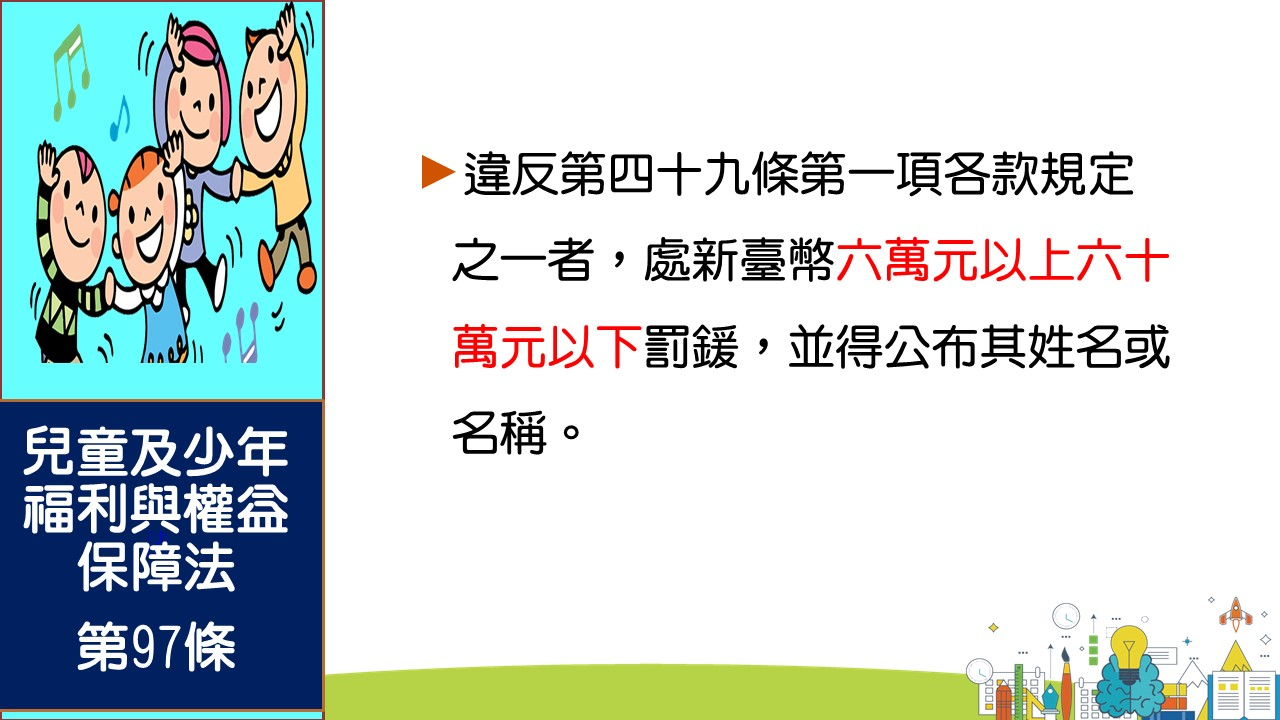 違反第四十九條第一項各款規定
之一者，處新臺幣六萬元以上六十
萬元以下罰鍰，並得公布其姓名或
名稱。
兒童及少年
福利與權益
保障法
第97條